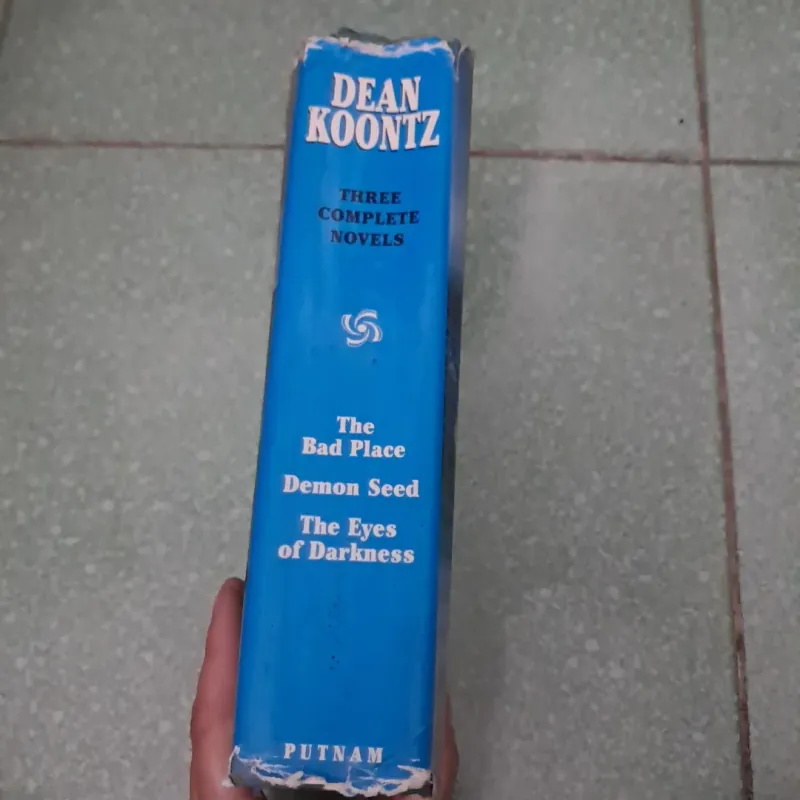 DEAN
KOONTZ
THREE
COMPLETE
NOVELS
The
Bad Place
Demon Seed
The Eyes
of Darkness
PUTNAM